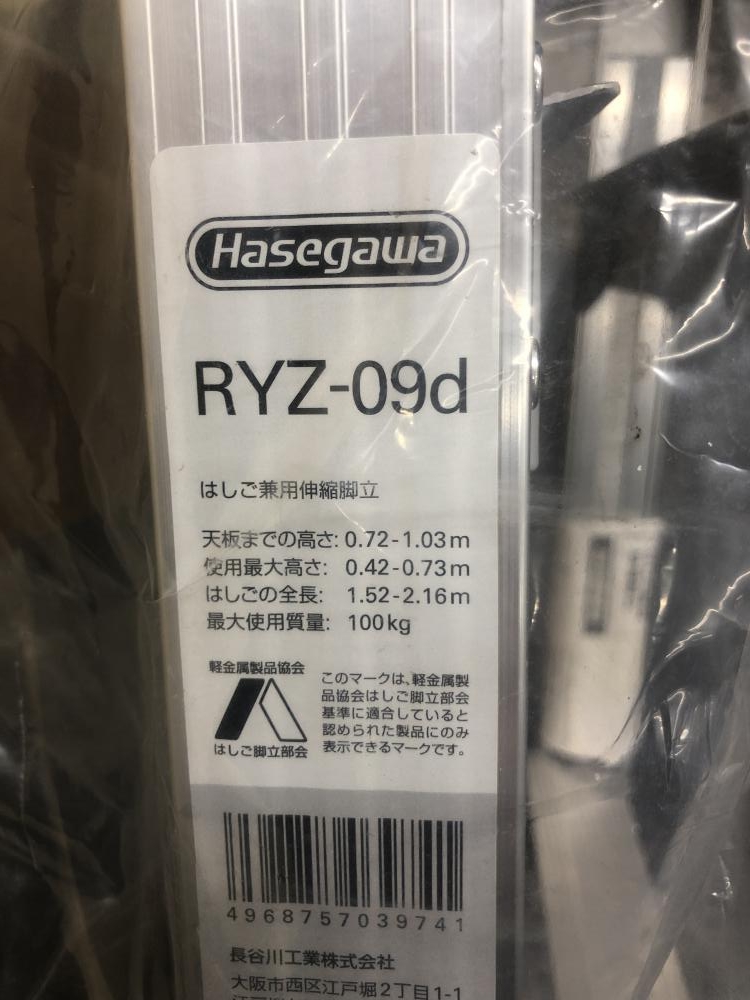 Hasegawa
RYZ-09d
はしご兼用伸縮脚立
天板までの高さ: 0.72-1.03m
使用最大高さ: 0.42-0.73m
はしごの全長: 1.52-2.16m
最大使用質量: 100kg
軽金属製品協会
はしご脚立部会
このマークは、軽金属製
品協会はしご脚立部会
基準に適合していると
認められた製品にのみ
表示できるマークです。
4968757039741
長谷川工業株式会社
大阪市西区江戸堀2丁目1-1